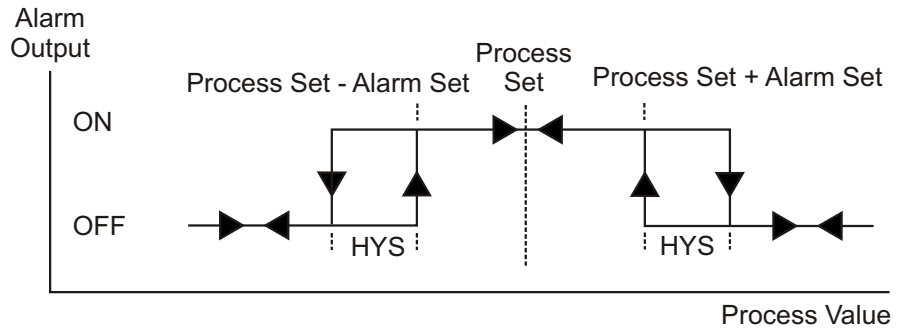 Alarm
Output
Process
Set
Process Set - Alarm Set
Process Set + Alarm Set
ON
OFF
HYS
HYS
Process Value